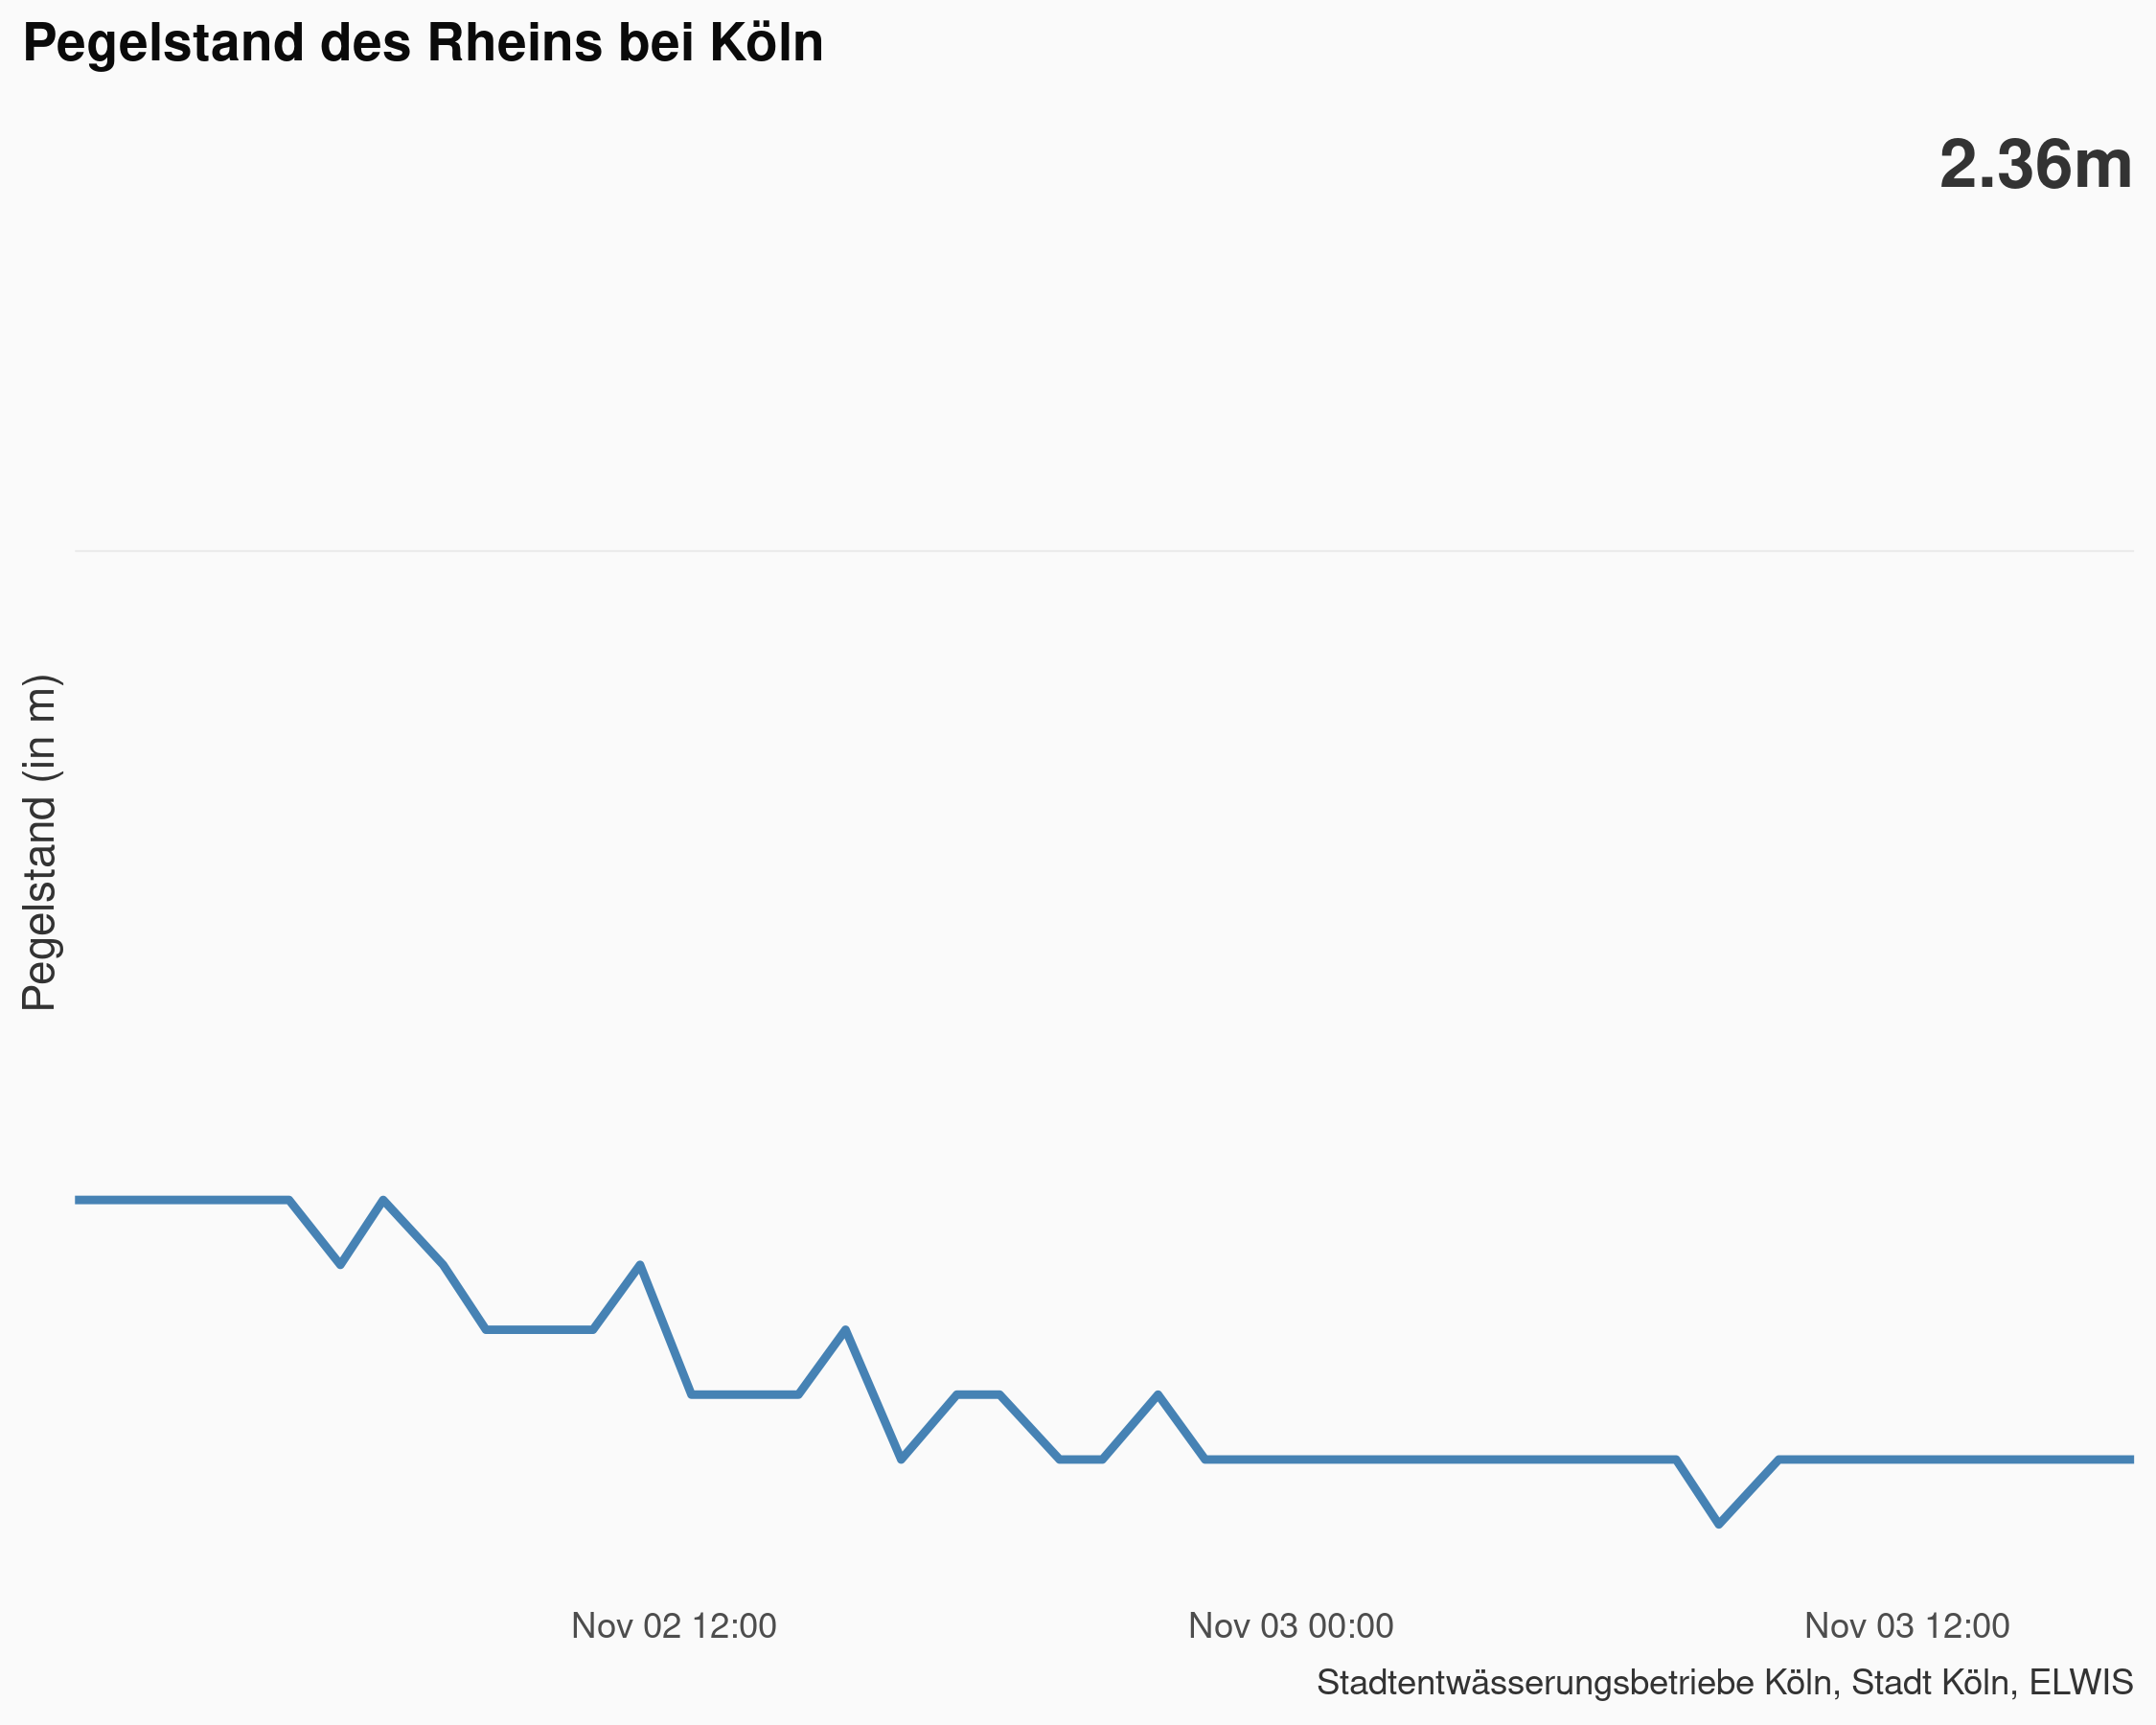 Pegelstand des Rheins bei Köln
2.36m
Pegelstand (in m)
Nov 02 12:00
Nov 03 00:00
Nov 03 12:00
Stadtentwässerungsbetriebe Köln, Stadt Köln, ELWIS